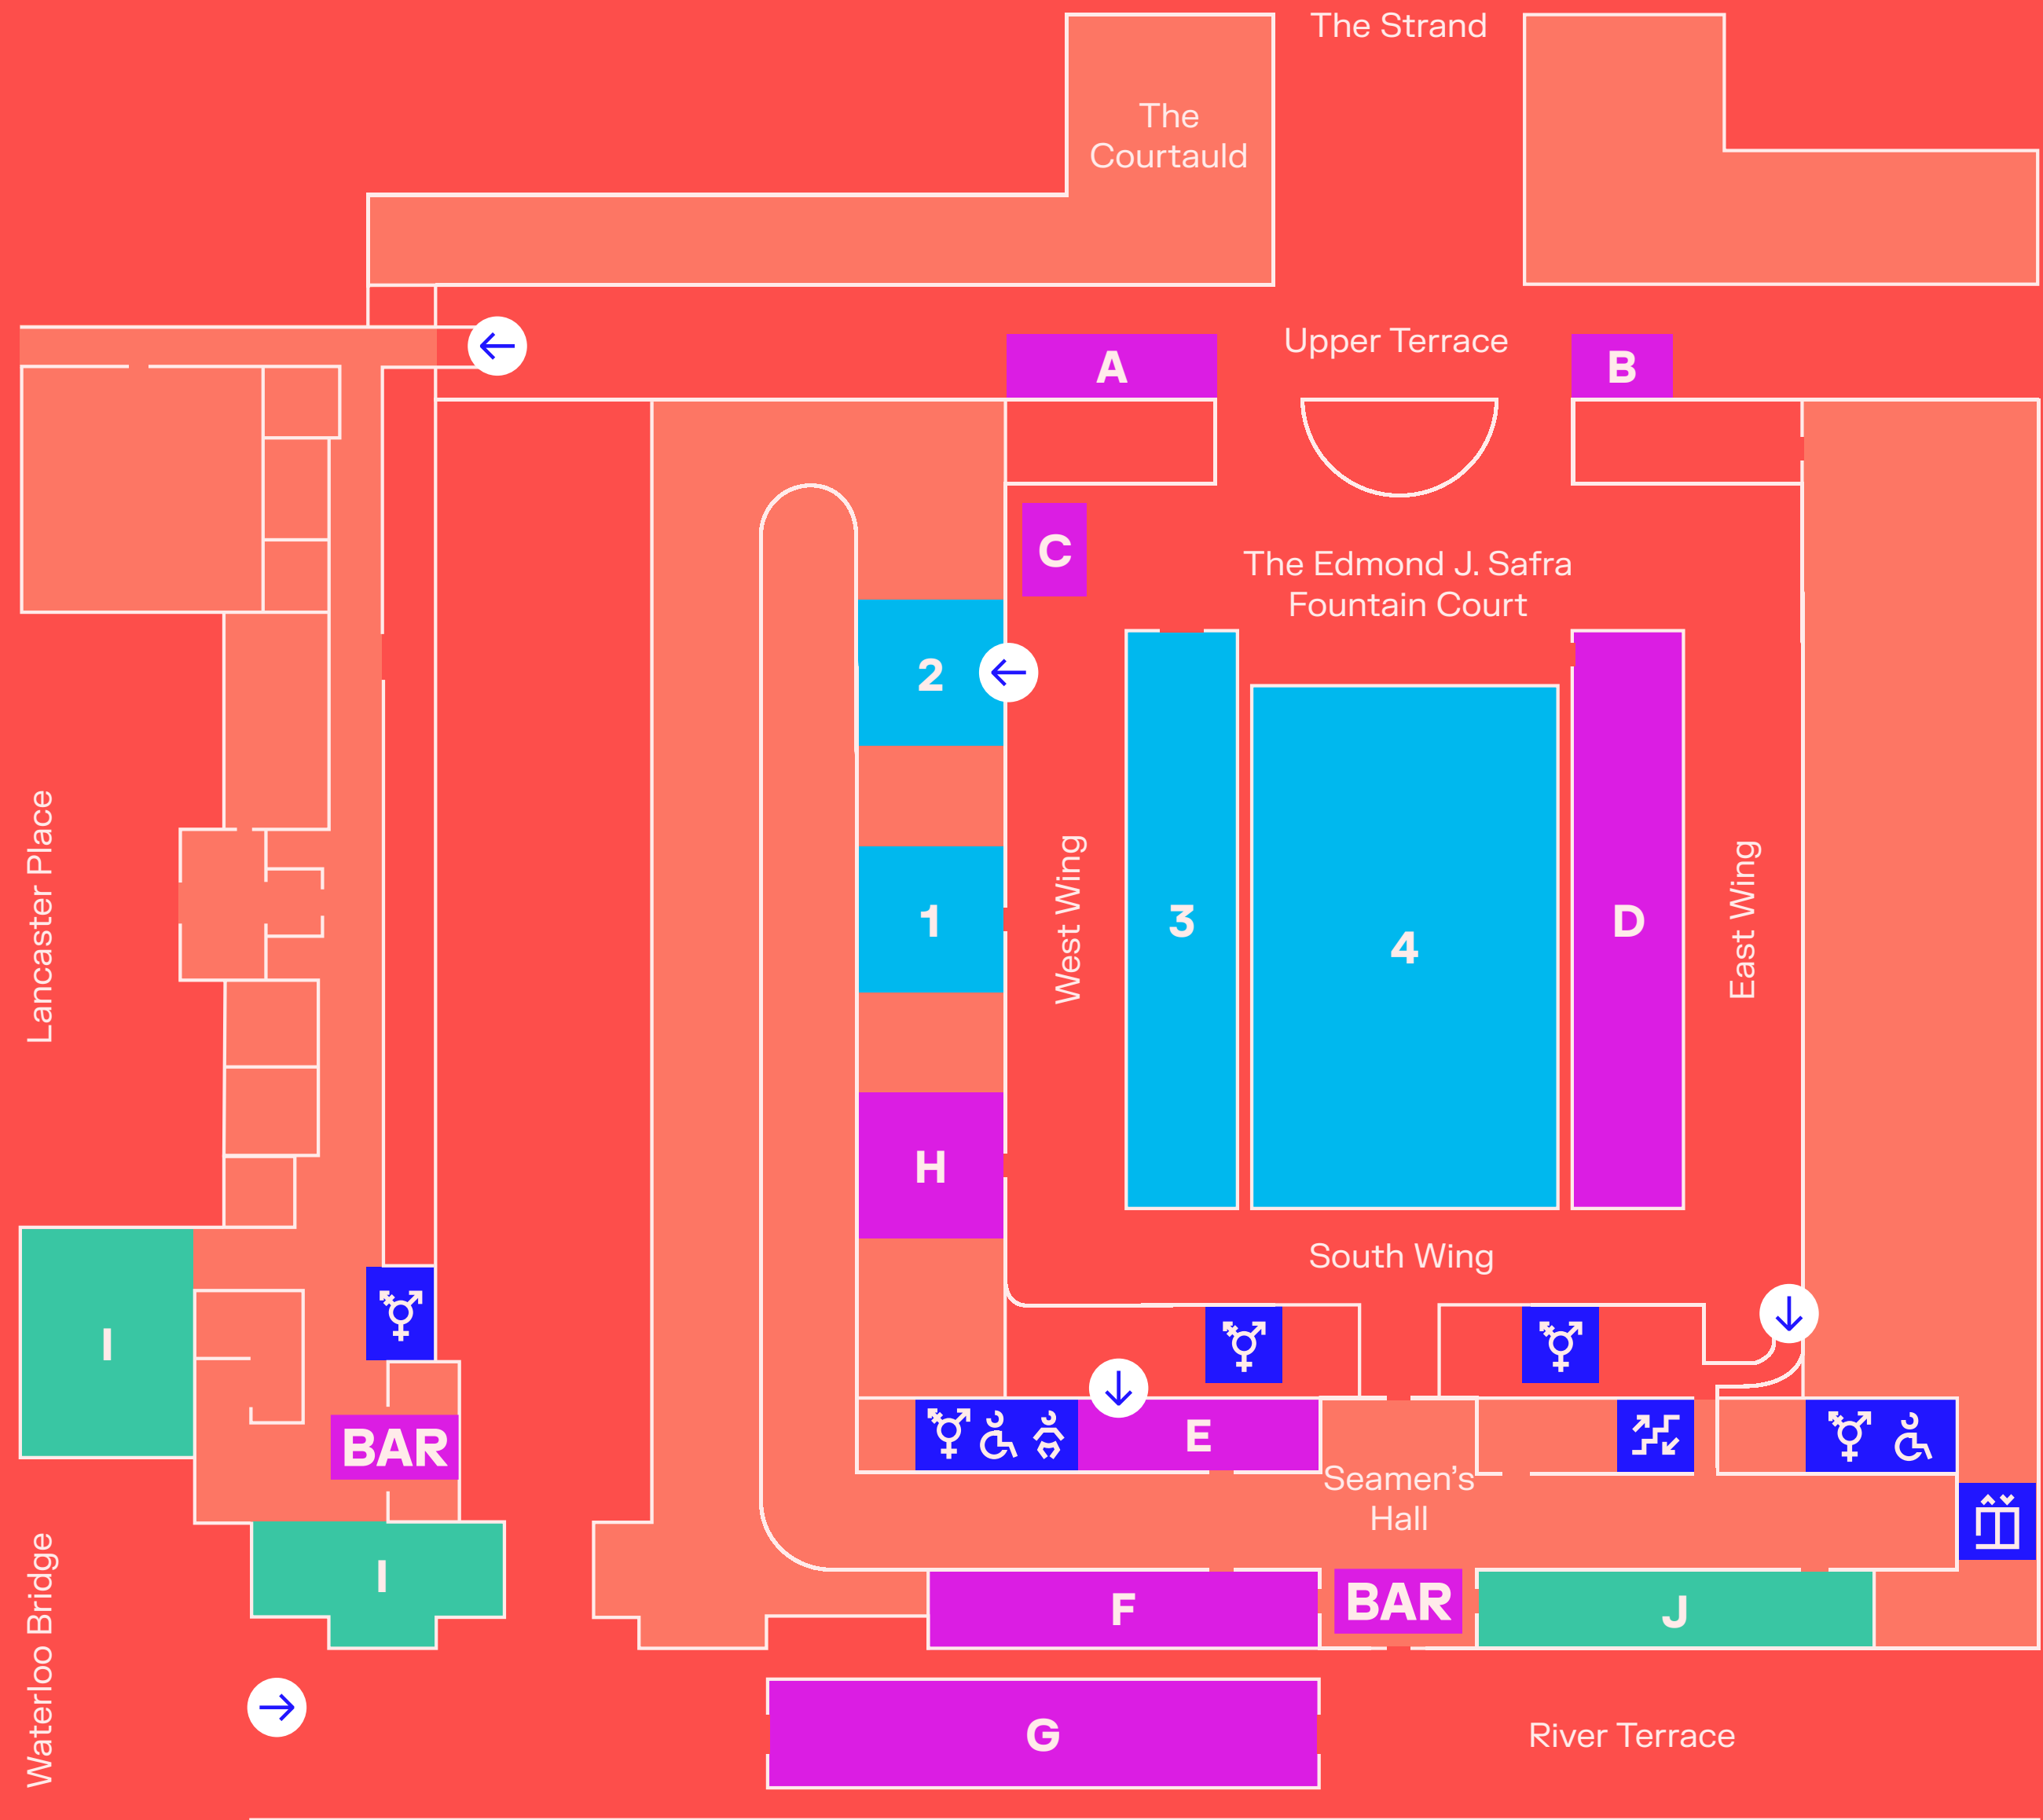 The Strand
The
Courtauld
Upper Terrace
A
B
C
The Edmond J. Safra
Fountain Court
2
Lancaster Place
1
West Wing
3
4
D
East Wing
H
South Wing
I
E
BAR
Seamen's
Hall
I
F
BAR
J
Waterloo Bridge
G
River Terrace